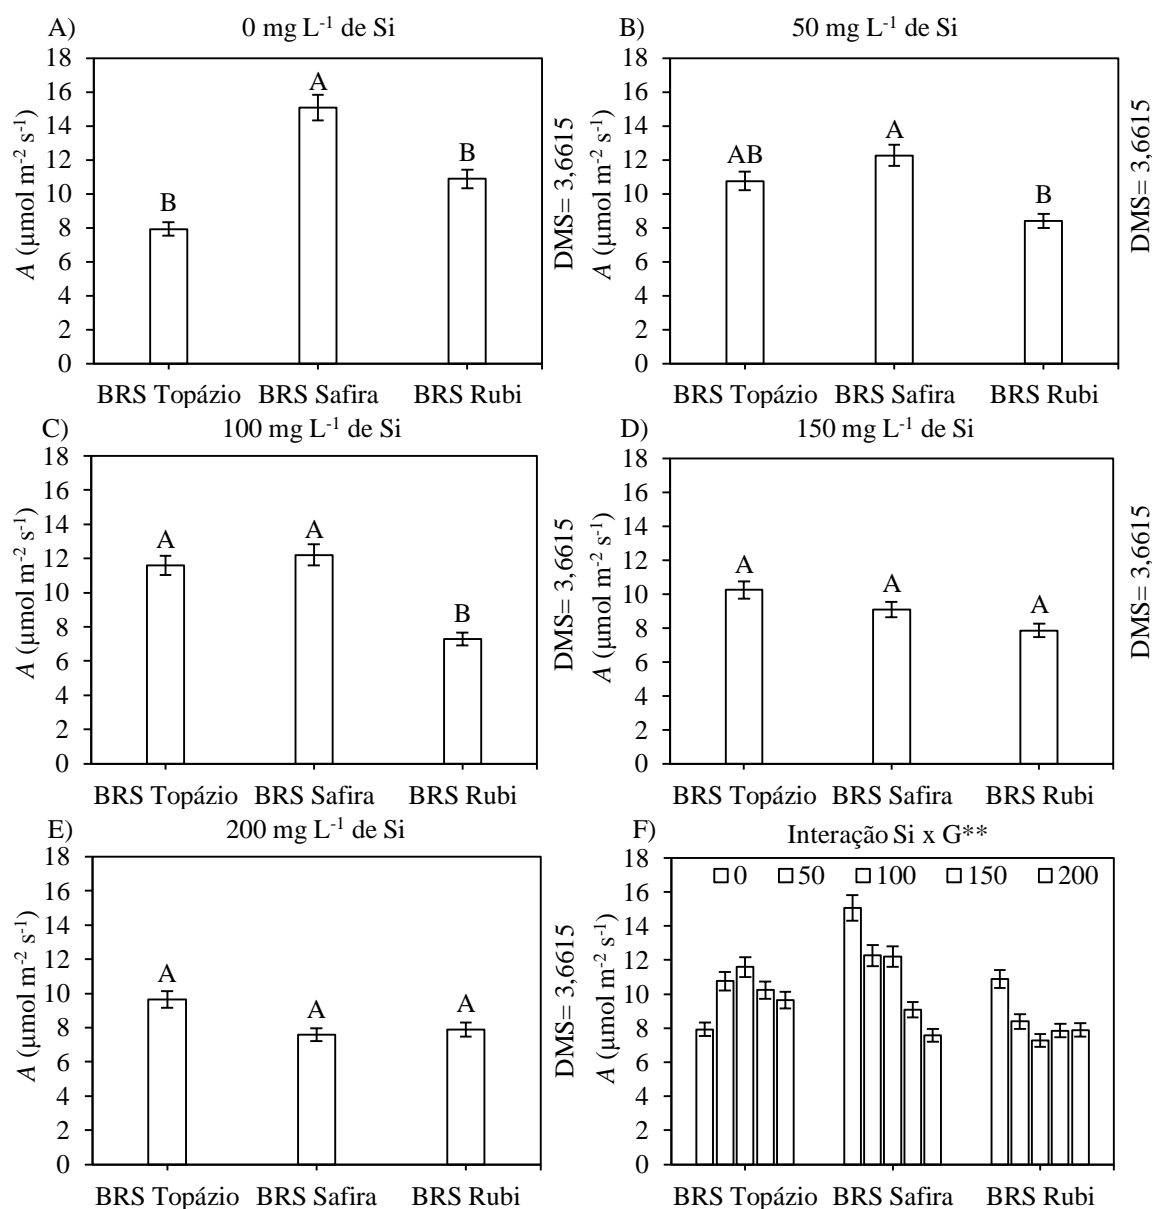 A) 0 mg L⁻¹ de Si
18
16
14
12
10
8
6
4
2
0
A (µmol m⁻² s⁻¹)
B
A
B
BRS Topázio BRS Safira BRS Rubi
DMS= 3,6615
B) 50 mg L⁻¹ de Si
18
16
14
12
10
8
6
4
2
0
A (µmol m⁻² s⁻¹)
AB
A
B
BRS Topázio BRS Safira BRS Rubi
DMS= 3,6615
C) 100 mg L⁻¹ de Si
18
16
14
12
10
8
6
4
2
0
A (µmol m⁻² s⁻¹)
A
A
B
BRS Topázio BRS Safira BRS Rubi
DMS= 3,6615
D) 150 mg L⁻¹ de Si
18
16
14
12
10
8
6
4
2
0
A (µmol m⁻² s⁻¹)
A
A
A
BRS Topázio BRS Safira BRS Rubi
DMS= 3,6615
E) 200 mg L⁻¹ de Si
18
16
14
12
10
8
6
4
2
0
A (µmol m⁻² s⁻¹)
A
A
A
BRS Topázio BRS Safira BRS Rubi
DMS= 3,6615
F) Interação Si x G**
0 50 100 150 200
18
16
14
12
10
8
6
4
2
0
A (µmol m⁻² s⁻¹)
BRS Topázio BRS Safira BRS Rubi